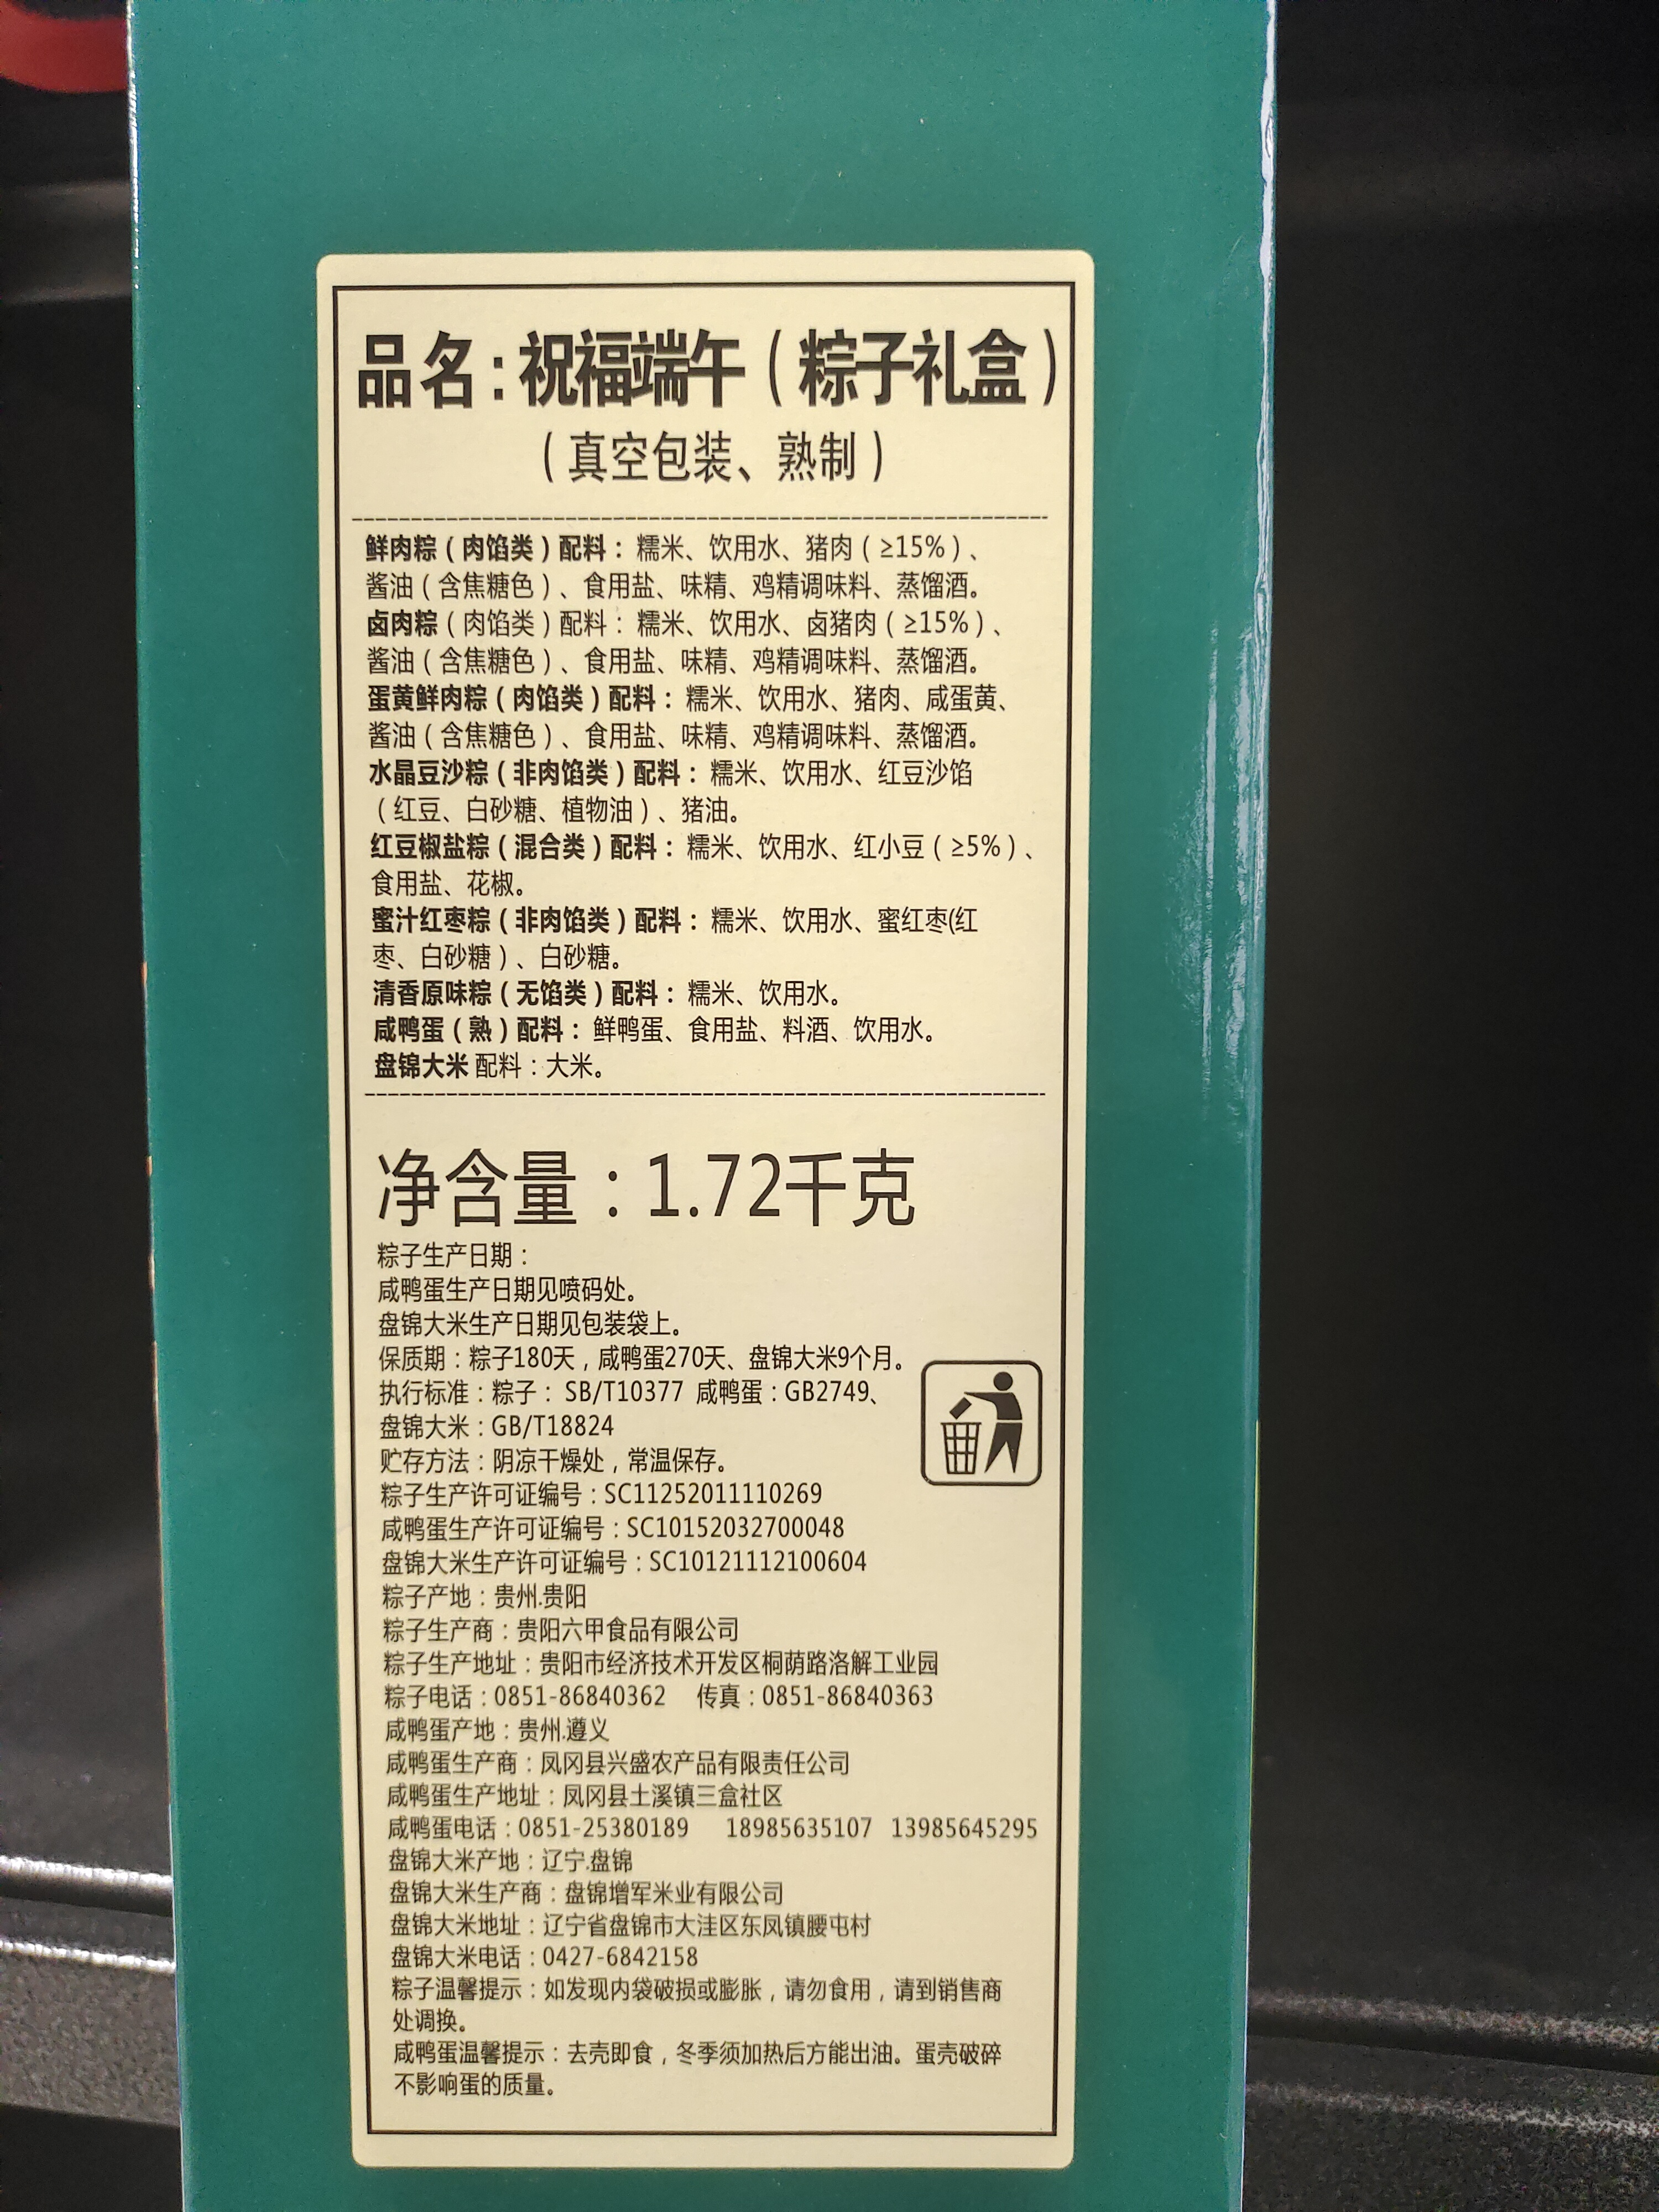 品名：祝福端午（粽子礼盒）
（真空包装、熟制）
鲜肉粽（肉馅类）配料：糯米、饮用水、猪肉（≥15%）、
酱油（含焦糖色）、食用盐、味精、鸡精调味料、蒸馏酒。
卤肉粽（肉馅类）配料：糯米、饮用水、卤猪肉（≥15%）、
酱油（含焦糖色）、食用盐、味精、鸡精调味料、蒸馏酒。
蛋黄鲜肉粽（肉馅类）配料：糯米、饮用水、猪肉、咸蛋黄、
酱油（含焦糖色）、食用盐、味精、鸡精调味料、蒸馏酒。
水晶豆沙粽（非肉馅类）配料：糯米、饮用水、红豆沙馅
（红豆、白砂糖、植物油）、猪油。
红豆椒盐粽（混合类）配料：糯米、饮用水、红小豆（≥5%）、
食用盐、花椒。
蜜汁红枣粽（非肉馅类）配料：糯米、饮用水、蜜红枣(红
枣、白砂糖）、白砂糖。
清香原味粽（无馅类）配料：糯米、饮用水。
咸鸭蛋（熟）配料：鲜鸭蛋、食用盐、料酒、饮用水。
盘锦大米 配料：大米。
净含量：1.72千克
粽子生产日期：
咸鸭蛋生产日期见喷码处。
盘锦大米生产日期见包装袋上。
保质期：粽子180天，咸鸭蛋270天、盘锦大米9个月。
执行标准：粽子：SB/T10377 咸鸭蛋：GB2749、
盘锦大米：GB/T18824
贮存方法：阴凉干燥处，常温保存。
粽子生产许可证编号：SC11252011110269
咸鸭蛋生产许可证编号：SC10152032700048
盘锦大米生产许可证编号：SC10121112100604
粽子产地：贵州.贵阳
粽子生产商：贵阳六甲食品有限公司
粽子生产地址：贵阳市经济技术开发区桐荫路洛解工业园
粽子电话：0851-86840362 传真：0851-86840363
咸鸭蛋产地：贵州.遵义
咸鸭蛋生产商：凤冈县兴盛农产品有限责任公司
咸鸭蛋生产地址：凤冈县土溪镇三盒社区
咸鸭蛋电话：0851-25380189 18985635107 13985645295
盘锦大米产地：辽宁.盘锦
盘锦大米生产商：盘锦增军米业有限公司
盘锦大米地址：辽宁省盘锦市大洼区东风镇腰屯村
盘锦大米电话：0427-6842158
粽子温馨提示：如发现内袋破损或膨胀，请勿食用，请到销售商
处调换。
咸鸭蛋温馨提示：去壳即食，冬季须加热后方能出油。蛋壳破碎
不影响蛋的质量。